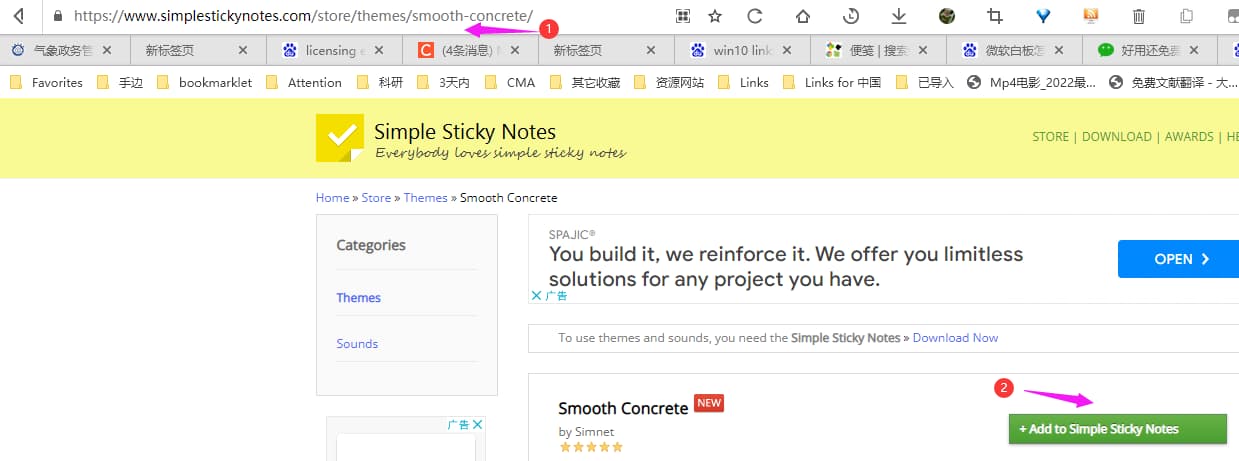 https://www.simplestickynotes.com/store/themes/smooth-concrete/
1
气象政务管
新标签页
licensing e
(4条消息)
新标签页
win10 link
便笺 | 搜索
微软白板怎
好用还免费
Favorites
手边
bookmarklet
Attention
科研
3天内
CMA
其它收藏
资源网站
Links
Links for 中国
已导入
Mp4电影_2022最...
免费文献翻译 - 大...
Simple Sticky Notes
Everybody loves simple sticky notes
STORE | DOWNLOAD | AWARDS | HE
Home » Store » Themes » Smooth Concrete
Categories
Themes
Sounds
SPAJIC®
You build it, we reinforce it. We offer you limitless
solutions for any project you have.
OPEN
广告
To use themes and sounds, you need the Simple Sticky Notes » Download Now
2
Smooth Concrete NEW
+ Add to Simple Sticky Notes
by Simnet
广告